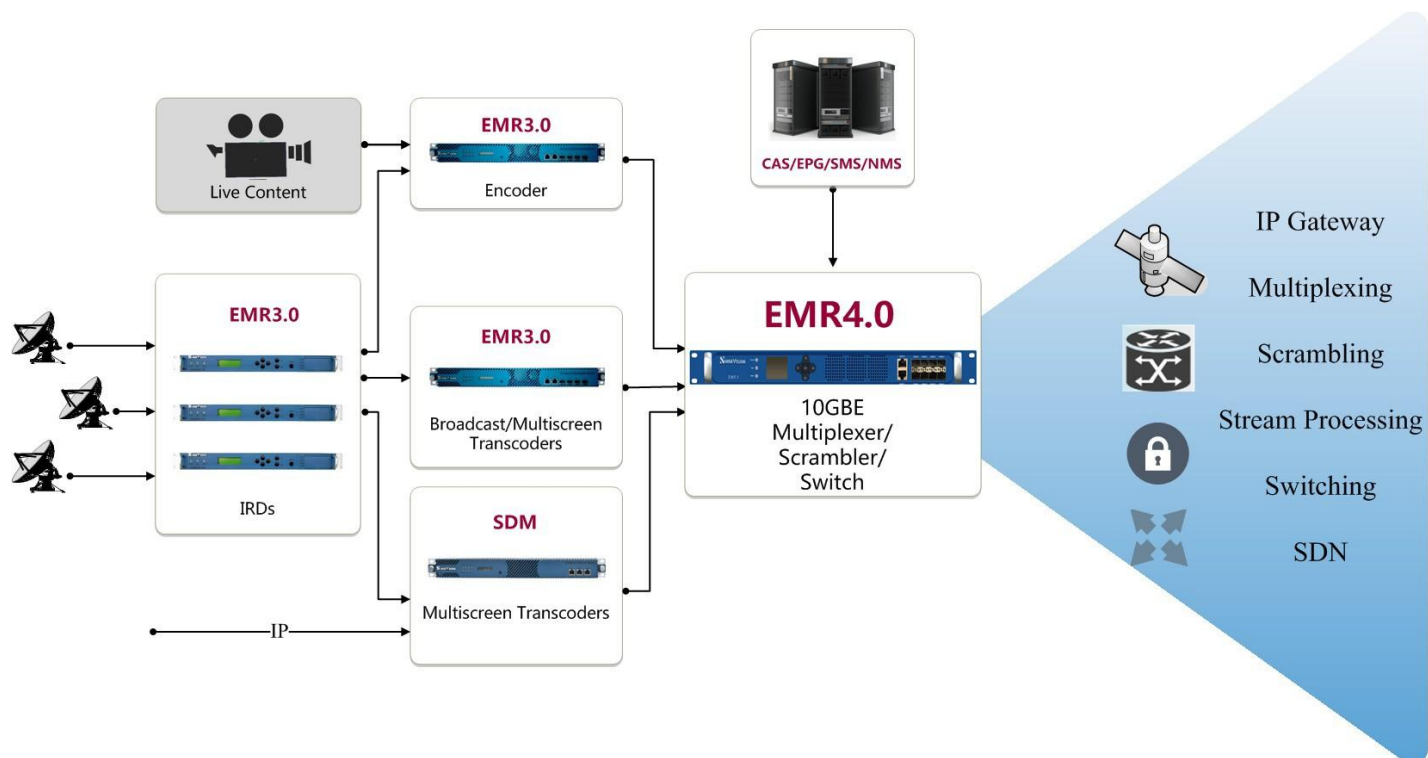 CAS/EPG/SMS/NMS
EMR3.0
Encoder
Live Content
EMR3.0
IRDs
EMR3.0
Broadcast/Multiscreen
Transcoders
SDM
Multiscreen Transcoders
IP
EMR4.0
10GBE
Multiplexer/
Scrambler/
Switch
IP Gateway
Multiplexing
Scrambling
Stream Processing
Switching
SDN